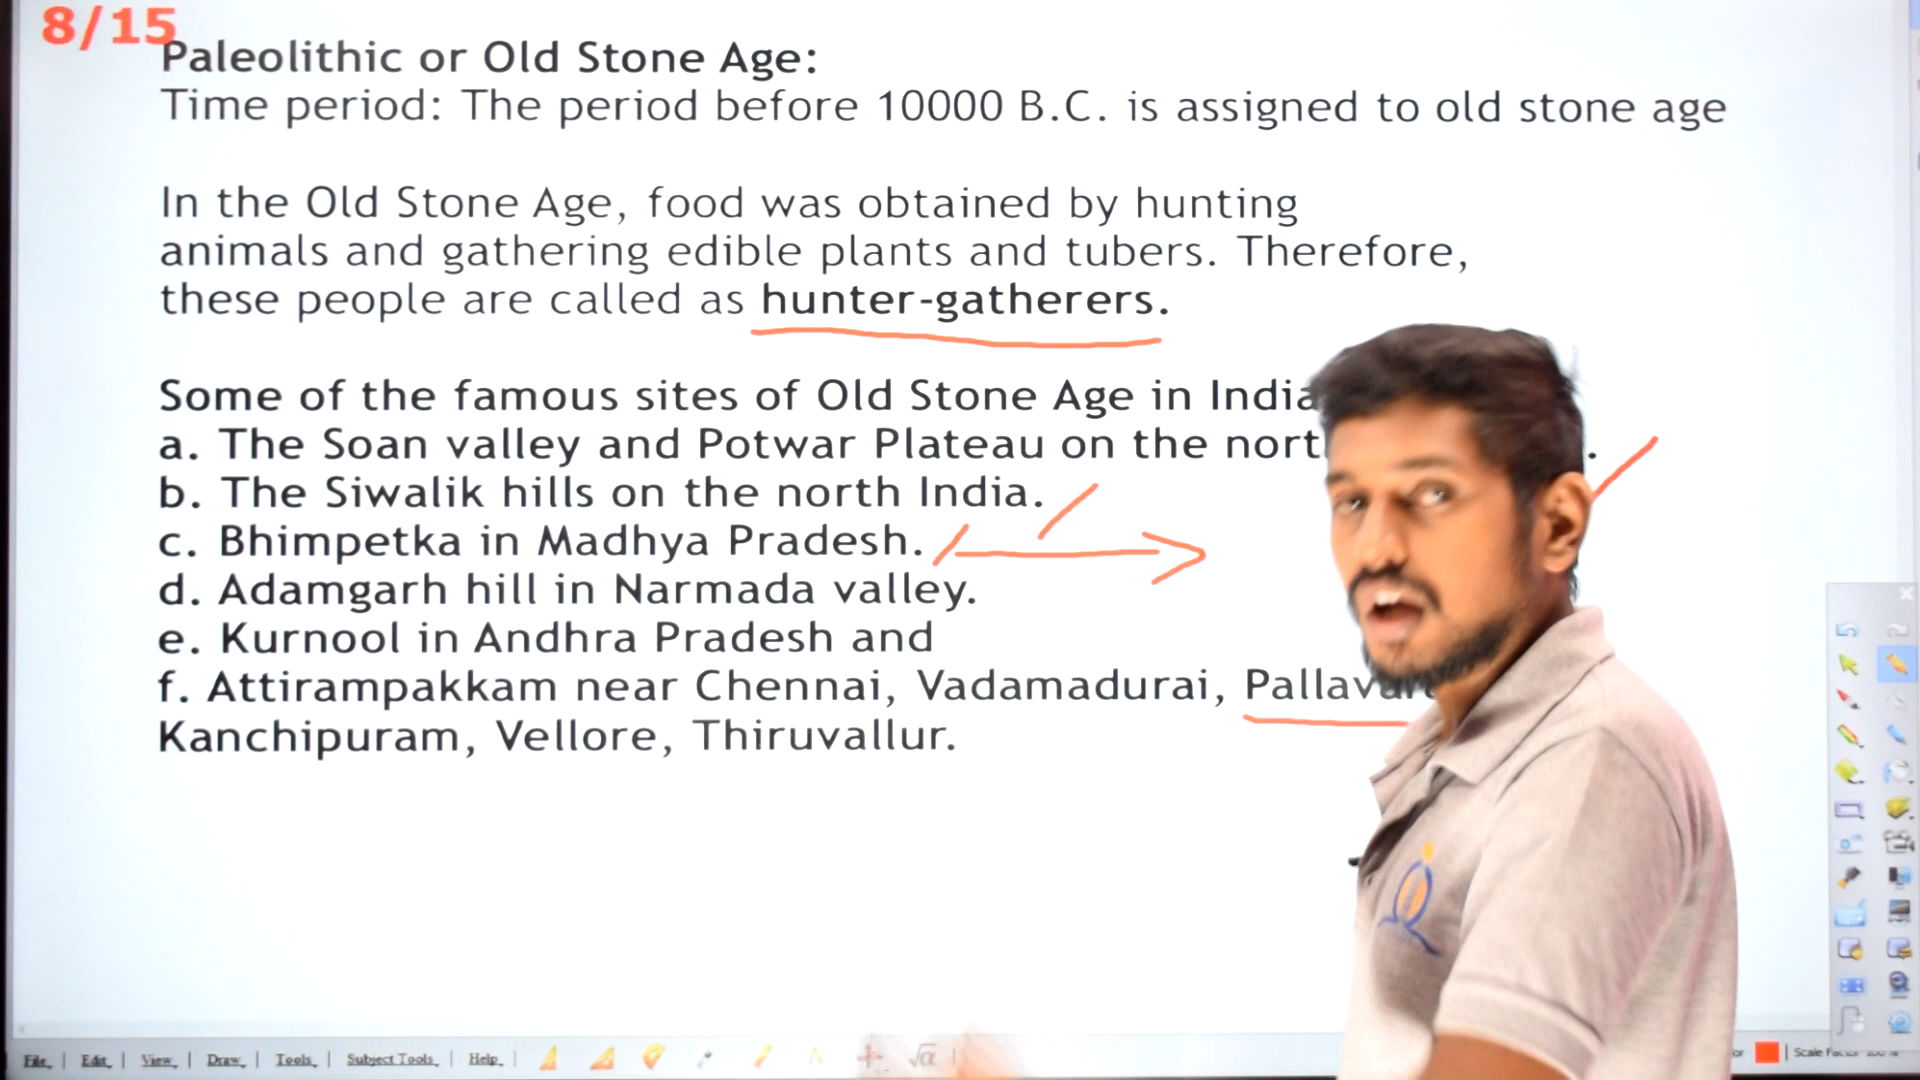 8/15
Paleolithic or Old Stone Age:
Time period: The period before 10000 B.C. is assigned to old stone age
In the Old Stone Age, food was obtained by hunting
animals and gathering edible plants and tubers. Therefore,
these people are called as hunter-gatherers.
Some of the famous sites of Old Stone Age in India
a. The Soan valley and Potwar Plateau on the
b. The Siwalik hills on the north India.
c. Bhimpetka in Madhya Pradesh.
d. Adamgarh hill in Narmada valley.
e. Kurnool in Andhra Pradesh and
f. Attirampakkam near Chennai, Vadamadurai,
Kanchipuram, Vellore, Thiruvallur.
File | Edit | View | Draw | Tools | Subject Tools | Help | √a
Scale